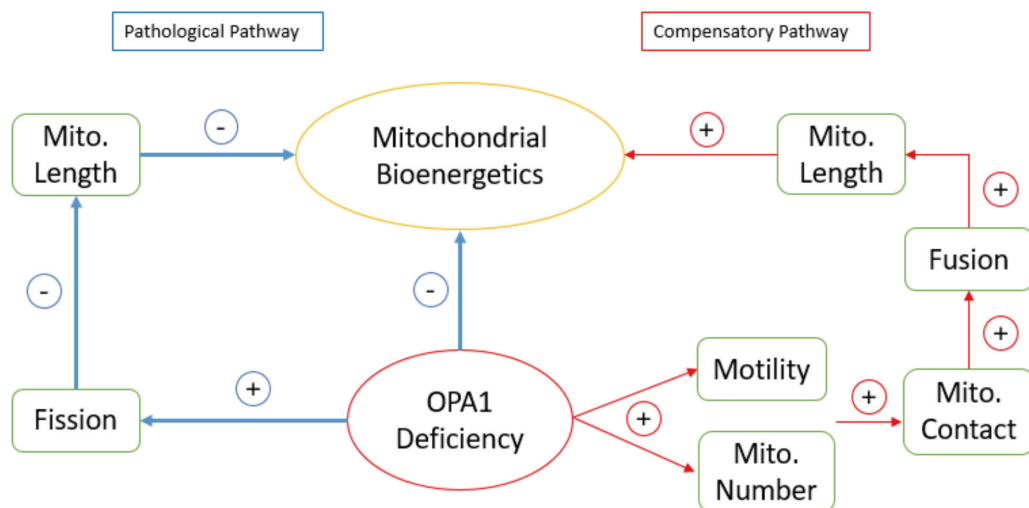 Pathological Pathway
Compensatory Pathway
Mito.
Length
-
Mitochondrial
Bioenergetics
+
Mito.
Length
+
-
-
Fusion
+
Fission
+
OPA1
Deficiency
+
Motility
Mito.
Number
+
Mito.
Contact